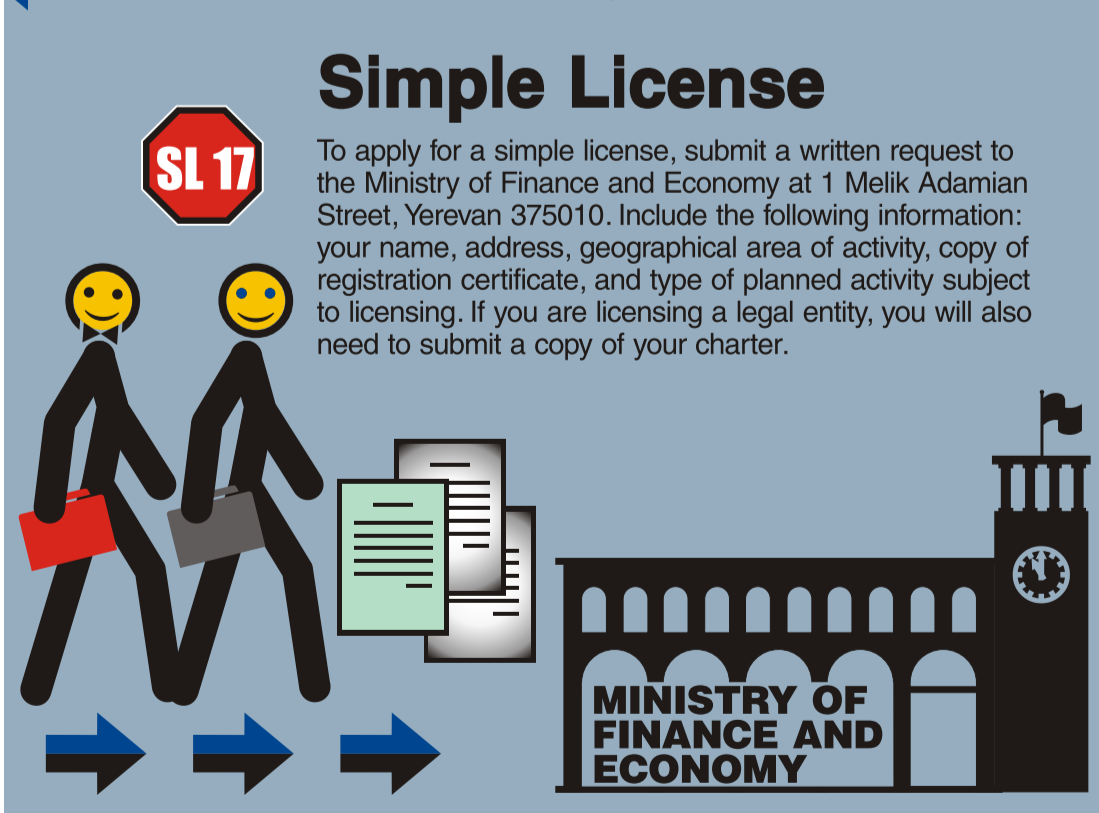 Simple License
SL 17
To apply for a simple license, submit a written request to
the Ministry of Finance and Economy at 1 Melik Adamian
Street, Yerevan 375010. Include the following information:
your name, address, geographical area of activity, copy of
registration certificate, and type of planned activity subject
to licensing. If you are licensing a legal entity, you will also
need to submit a copy of your charter.
MINISTRY OF
FINANCE AND
ECONOMY